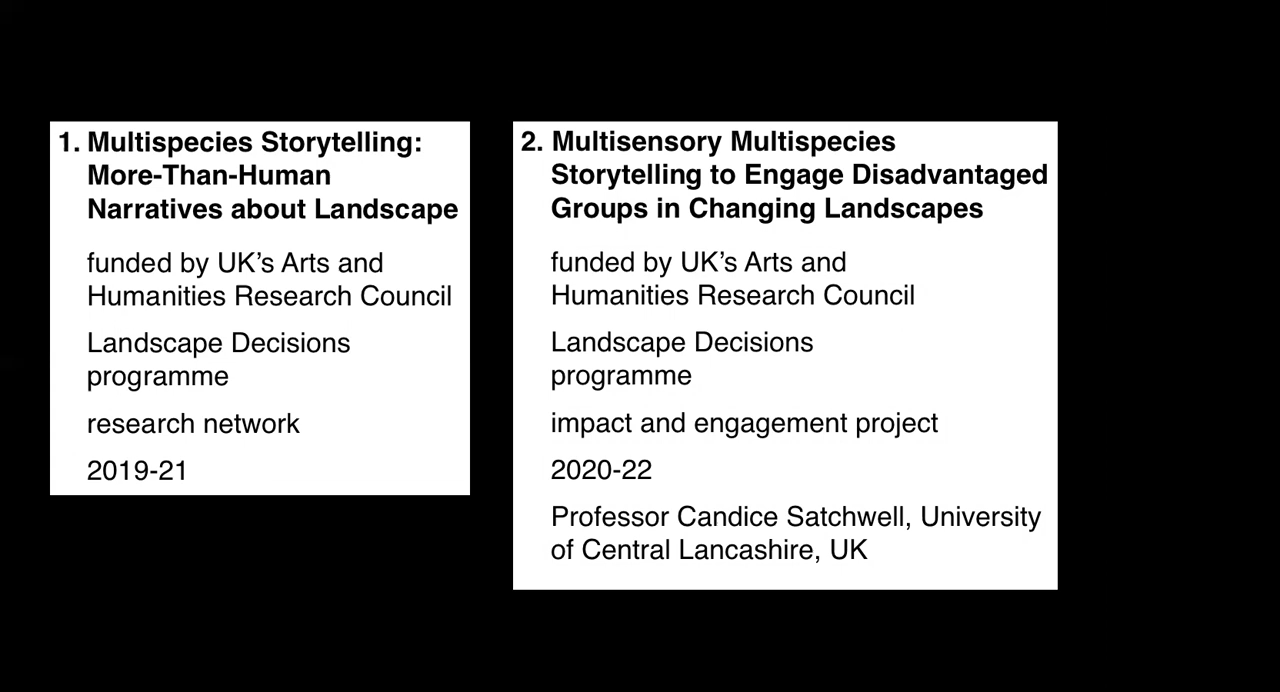 1. Multispecies Storytelling:
More-Than-Human
Narratives about Landscape
funded by UK’s Arts and
Humanities Research Council
Landscape Decisions
programme
research network
2019-21
2. Multisensory Multispecies
Storytelling to Engage Disadvantaged
Groups in Changing Landscapes
funded by UK’s Arts and
Humanities Research Council
Landscape Decisions
programme
impact and engagement project
2020-22
Professor Candice Satchwell, University
of Central Lancashire, UK